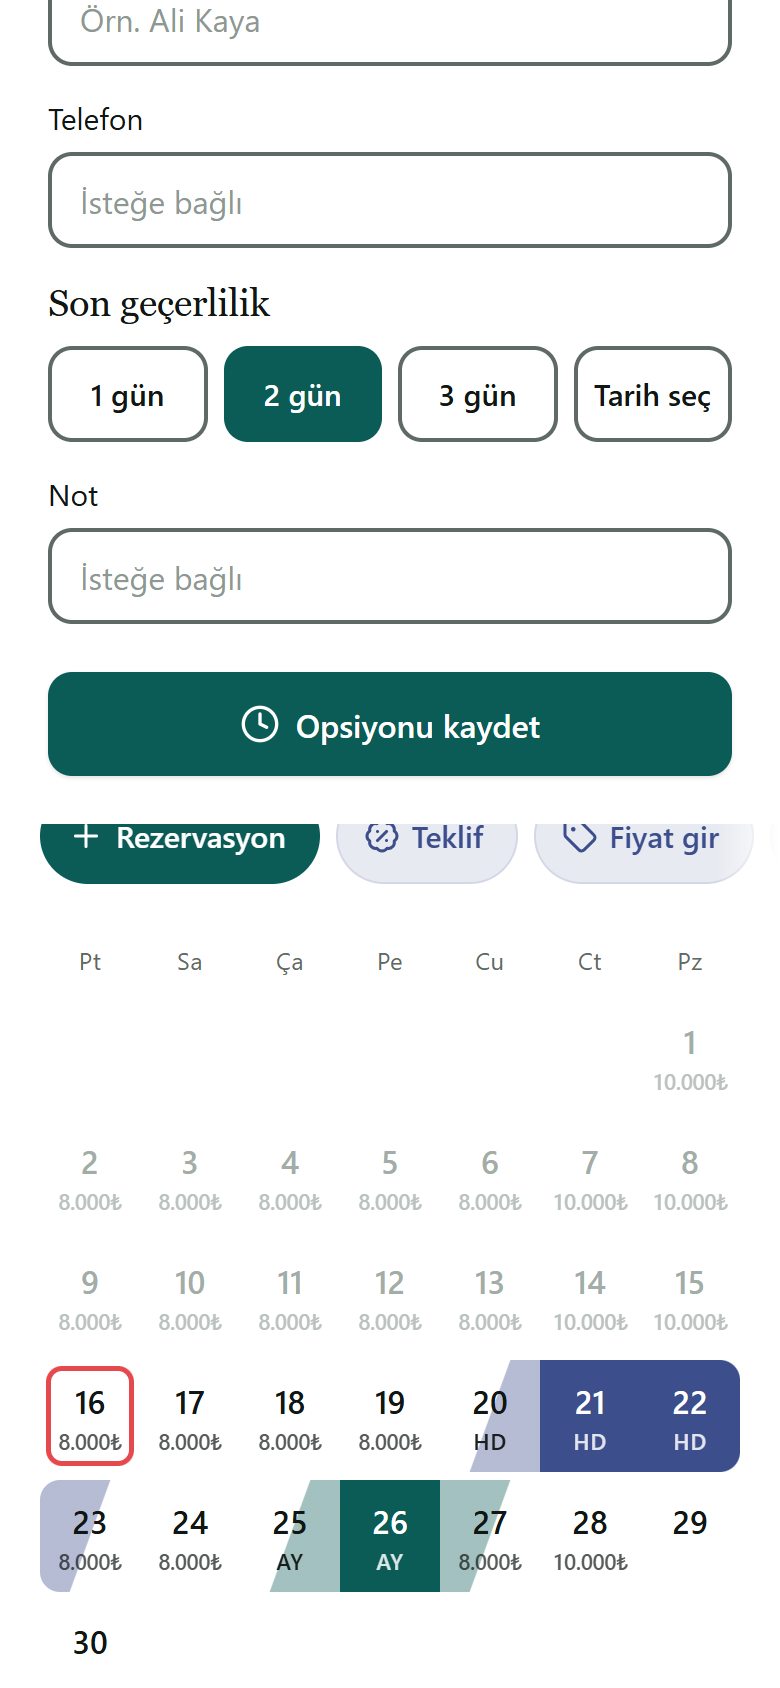 Örn. Ali Kaya
Telefon
İsteğe bağlı
Son geçerlilik
1 gün 2 gün 3 gün Tarih seç
Not
İsteğe bağlı
Opsiyonu kaydet
Rezervasyon Teklif Fiyat gir
Pt Sa Ça Pe Cu Ct Pz
1
10.000₺
2 3 4 5 6 7 8
8.000₺ 8.000₺ 8.000₺ 8.000₺ 8.000₺ 10.000₺ 10.000₺
9 10 11 12 13 14 15
8.000₺ 8.000₺ 8.000₺ 8.000₺ 8.000₺ 10.000₺ 10.000₺
16 17 18 19 20 21 22
8.000₺ 8.000₺ 8.000₺ 8.000₺ HD HD HD
23 24 25 26 27 28 29
8.000₺ 8.000₺ AY AY 8.000₺ 10.000₺
30